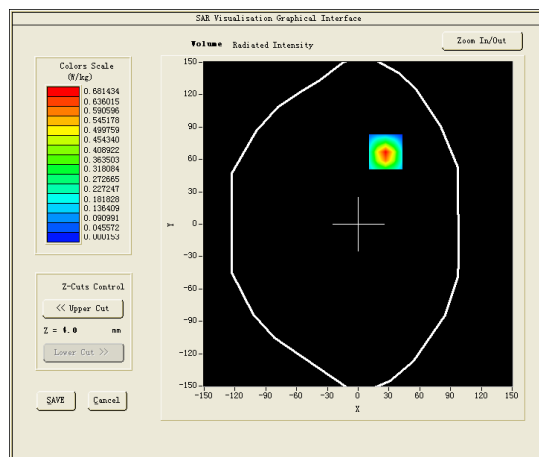 SAR Visualisation Graphical Interface
Volume Radiated Intensity
Zoom In/Out
Colors Scale
(W/kg)
0.681434
0.636015
0.590596
0.545178
0.499759
0.454340
0.408922
0.363503
0.318084
0.272665
0.227247
0.181828
0.136409
0.090991
0.045572
0.000153
150
120
90
60
30
0
-30
-60
-90
-120
-150
Y
-150 -120 -90 -60 -30 0 30 60 90 120 150
X
Z-Cuts Control
<< Upper Cut
Z = 4.0 mm
Lower Cut >>
SAVE Cancel